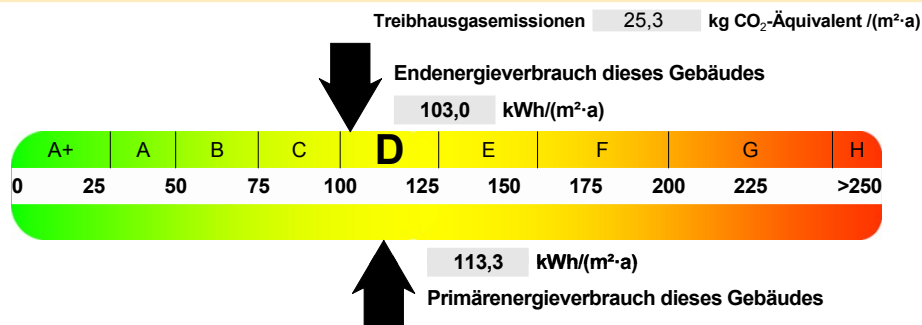 Treibhausgasemissionen 25,3 kg CO₂-Äquivalent /(m²·a)
Endenergieverbrauch dieses Gebäudes
103,0 kWh/(m²·a)
A+ A B C D E F G H
0 25 50 75 100 125 150 175 200 225 >250
113,3 kWh/(m²·a)
Primärenergieverbrauch dieses Gebäudes